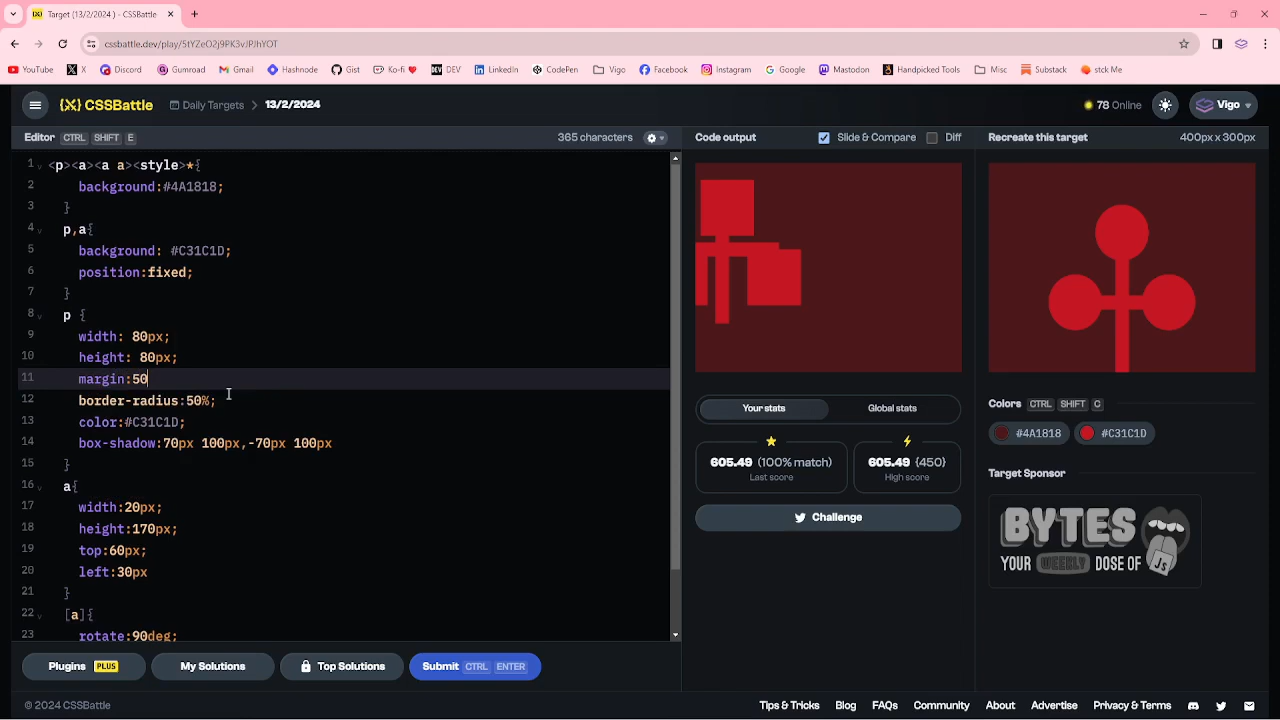 Target (13/2/2024 ) - CSSBattle
cssbattle.dev/play/5tYZeO2j9PK3vJPJhYOT
YouTube X Discord Gumroad Gmail Hashnode Gist Ko-fi DEV LinkedIn CodePen Vigo Facebook Instagram Google Mastodon Handpicked Tools Misc Substack stck Me
{X} CSSBattle Daily Targets > 13/2/2024 78 Online Vigo
Editor CTRL SHIFT E 365 characters
Code output Slide & Compare Diff
Recreate this target 400px x 300px
1 <p><a><a a><style>*{
2 background:#4A1818;
3 }
4 p,a{
5 background: #C31C1D;
6 position:fixed;
7 }
8 p {
9 width: 80px;
10 height: 80px;
11 margin:50
12 border-radius:50%;
13 color:#C31C1D;
14 box-shadow:70px 100px,-70px 100px
15 }
16 a{
17 width:20px;
18 height:170px;
19 top:60px;
20 left:30px
21 }
22 [a]{
23 rotate:90deg;
Your stats Global stats
605.49 (100% match)
Last score
605.49 {450}
High score
Challenge
Colors CTRL SHIFT C
#4A1818 #C31C1D
Target Sponsor
BYTES
YOUR WEEKLY DOSE OF JS
Plugins PLUS My Solutions Top Solutions Submit CTRL ENTER
© 2024 CSSBattle
Tips & Tricks Blog FAQs Community About Advertise Privacy & Terms